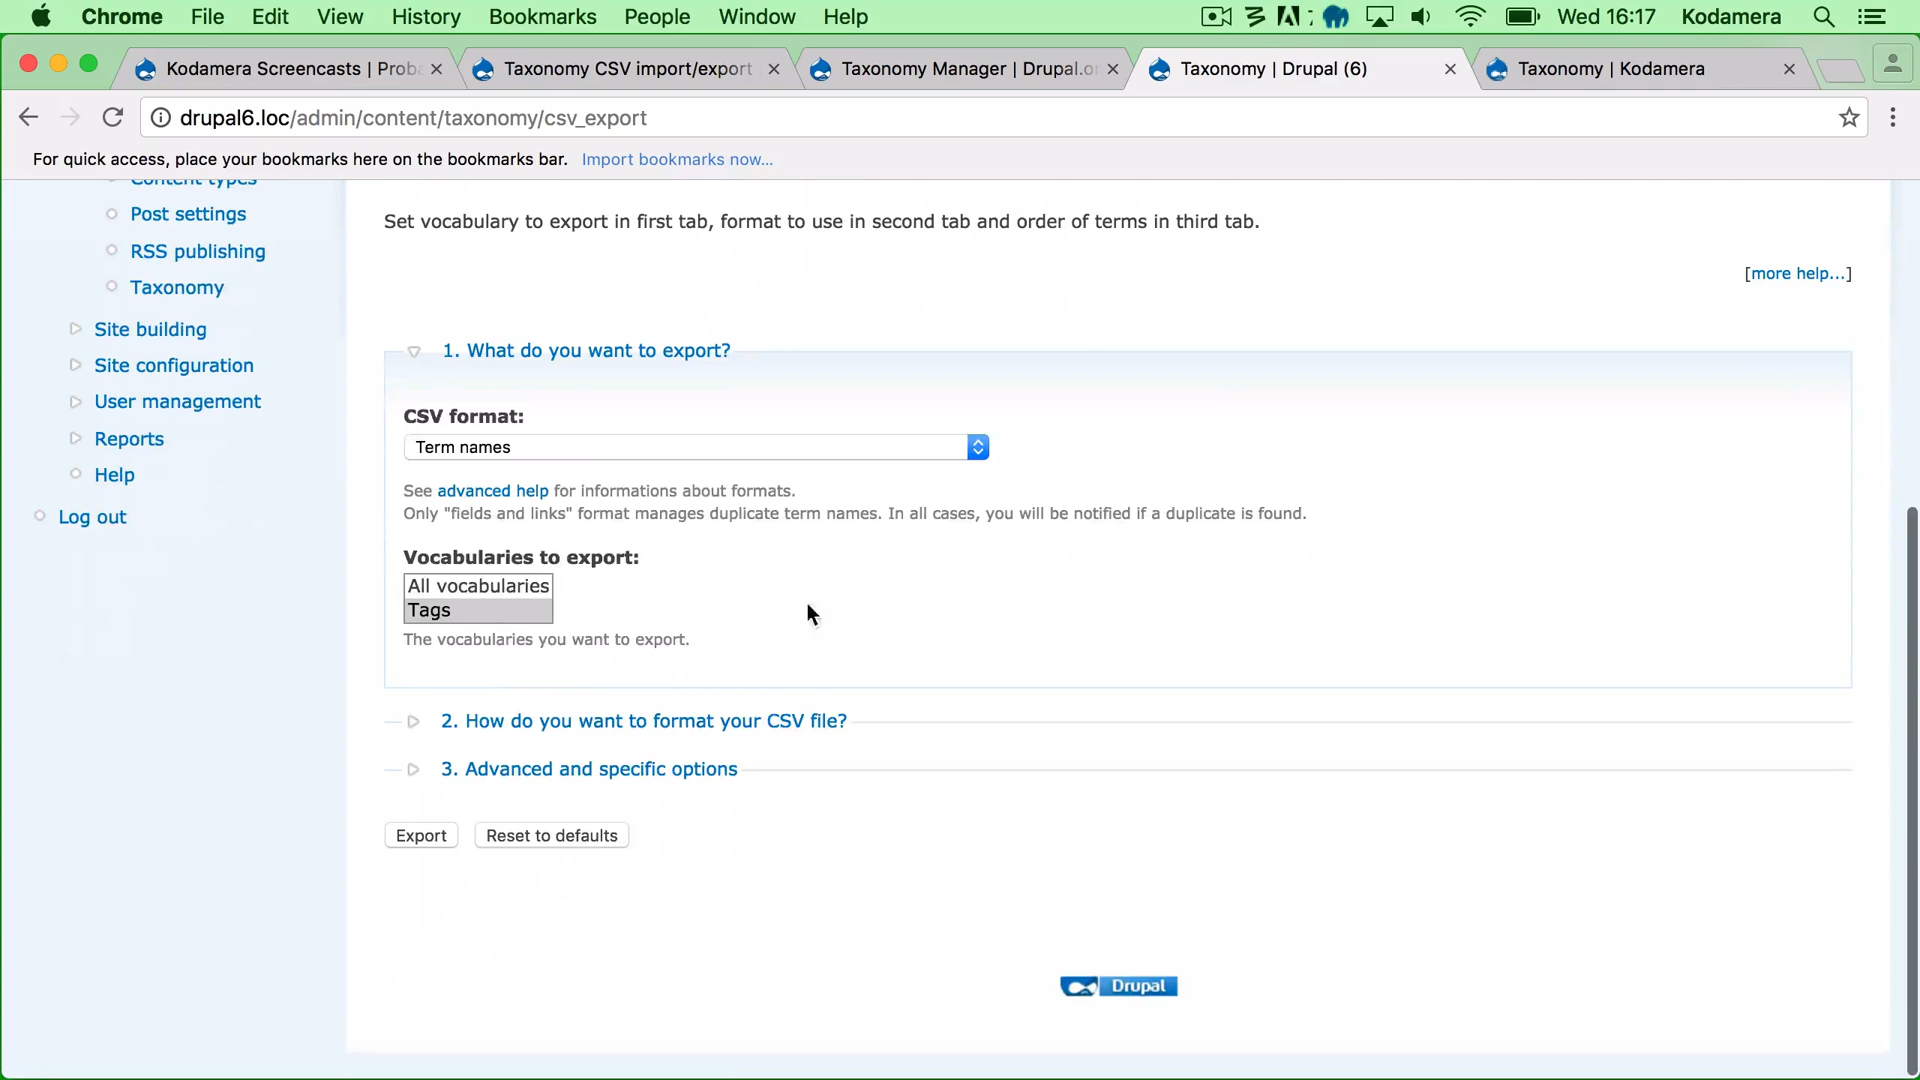 Chrome File Edit View History Bookmarks People Window Help Wed 16:17 Kodamera
Kodamera Screencasts | Proba
Taxonomy CSV import/export
Taxonomy Manager | Drupal.or
Taxonomy | Drupal (6)
Taxonomy | Kodamera
drupal6.loc/admin/content/taxonomy/csv_export
For quick access, place your bookmarks here on the bookmarks bar. Import bookmarks now...
Content types
Post settings
RSS publishing
Taxonomy
Site building
Site configuration
User management
Reports
Help
Log out
Set vocabulary to export in first tab, format to use in second tab and order of terms in third tab.
[more help...]
1. What do you want to export?
CSV format:
Term names
See advanced help for informations about formats.
Only "fields and links" format manages duplicate term names. In all cases, you will be notified if a duplicate is found.
Vocabularies to export:
All vocabularies
Tags
The vocabularies you want to export.
2. How do you want to format your CSV file?
3. Advanced and specific options
Export
Reset to defaults
Drupal